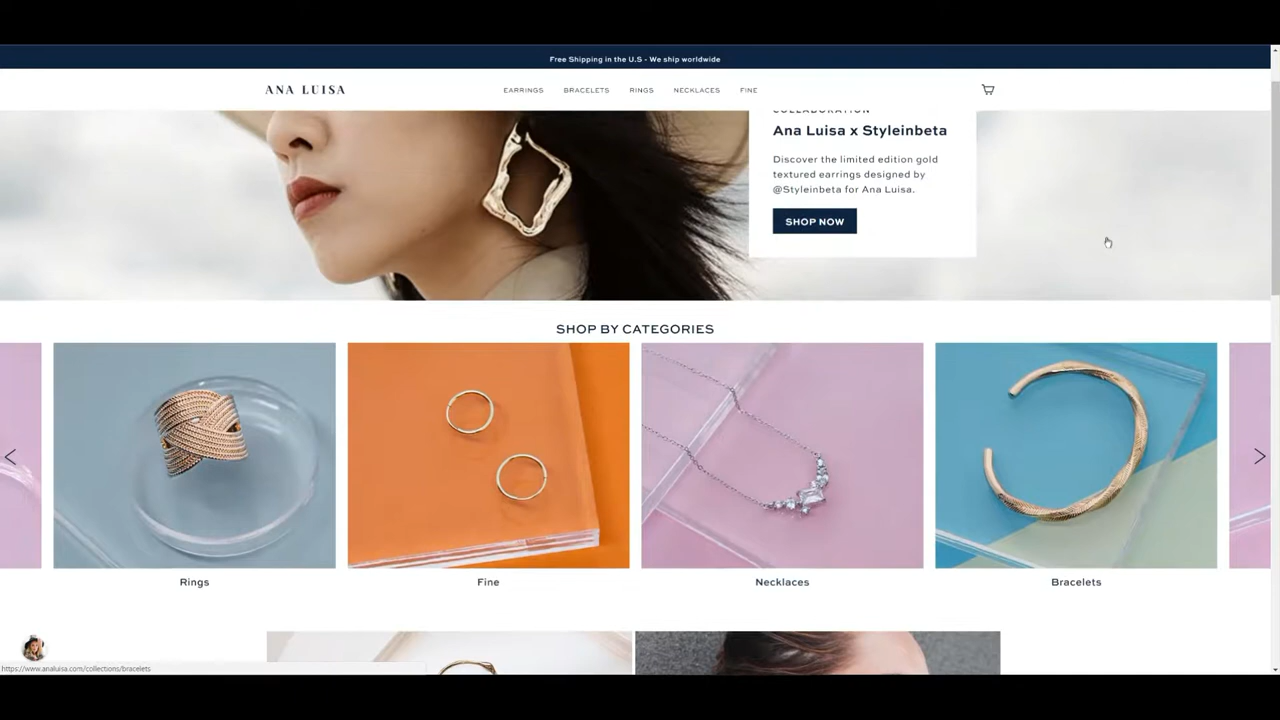 Free Shipping in the U.S - We ship worldwide
ANA LUISA
EARRINGS BRACELETS RINGS NECKLACES FINE
COLLABORATION
Ana Luisa x Styleinbeta
Discover the limited edition gold
textured earrings designed by
@Styleinbeta for Ana Luisa.
SHOP NOW
SHOP BY CATEGORIES
Rings Fine Necklaces Bracelets
https://www.analuisa.com/collections/bracelets